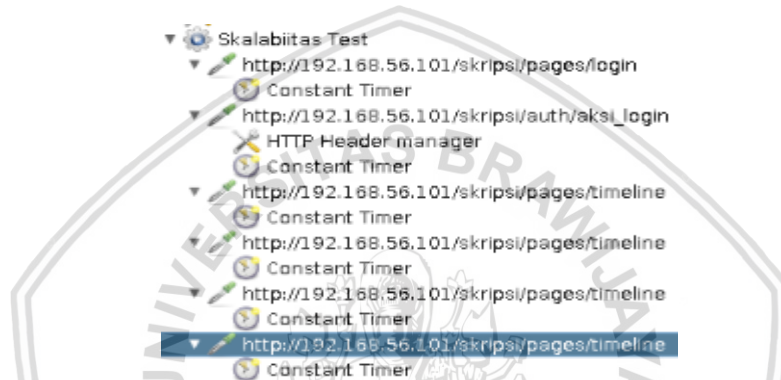 Skalabiitas Test
http://192.168.56.101/skripsi/pages/login
Constant Timer
http://192.168.56.101/skripsi/auth/aksi_login
HTTP Header manager
Constant Timer
http://192.168.56.101/skripsi/pages/timeline
Constant Timer
http://192.168.56.101/skripsi/pages/timeline
Constant Timer
http://192.168.56.101/skripsi/pages/timeline
Constant Timer
http://192.168.56.101/skripsi/pages/timeline
Constant Timer
UNIVERSITAS BRAWIJAYA